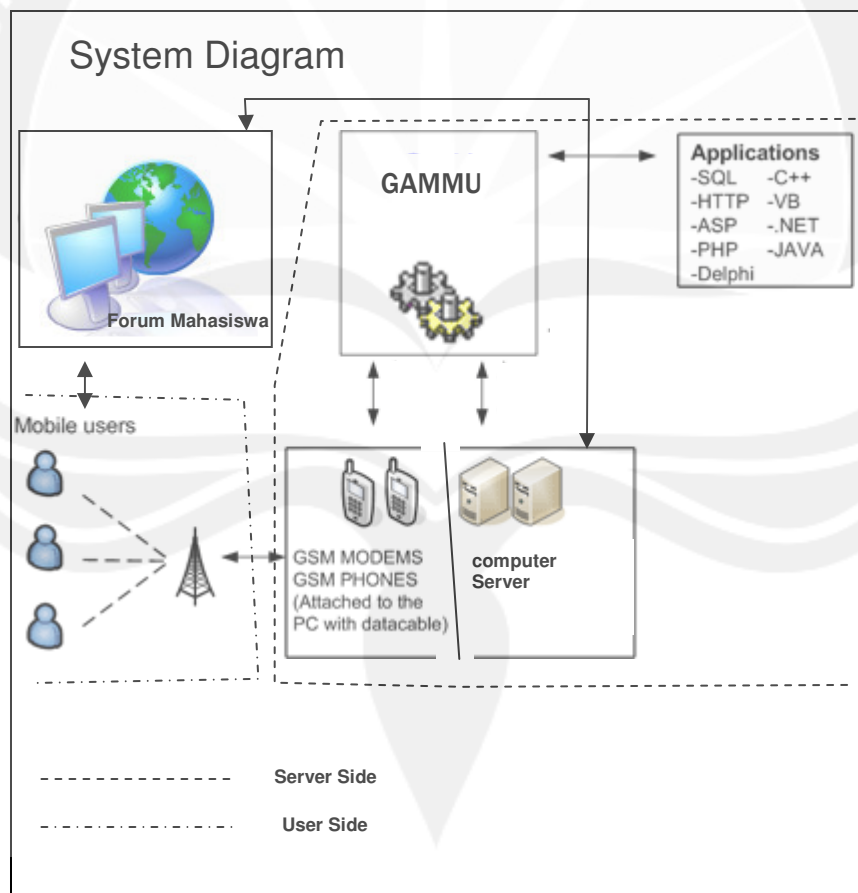 System Diagram
Forum Mahasiswa
GAMMU
Applications
-SQL -C++
-HTTP -VB
-ASP -.NET
-PHP -JAVA
-Delphi
Mobile users
GSM MODEMS
GSM PHONES
(Attached to the
PC with datacable)
computer
Server
Server Side
User Side